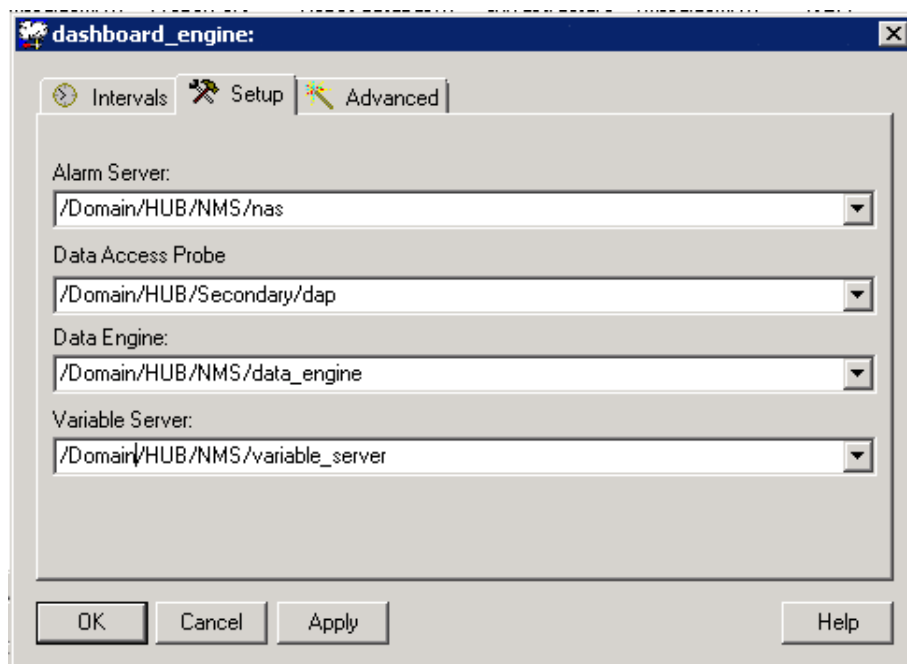 dashboard_engine:
Intervals Setup Advanced
Alarm Server:
/Domain/HUB/NMS/nas
Data Access Probe
/Domain/HUB/Secondary/dap
Data Engine:
/Domain/HUB/NMS/data_engine
Variable Server:
/Domain/HUB/NMS/variable_server
OK Cancel Apply Help